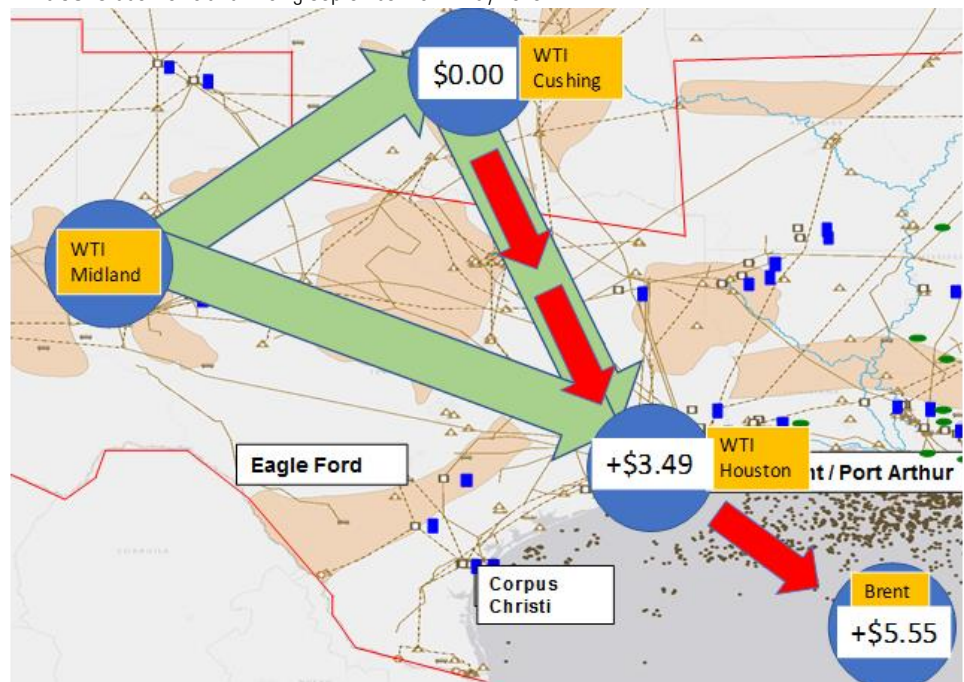 $0.00
WTI
Cushing
WTI
Midland
Eagle Ford
+$3.49
WTI
Houston
nt / Port Arthur
Corpus
Christi
Brent
+$5.55